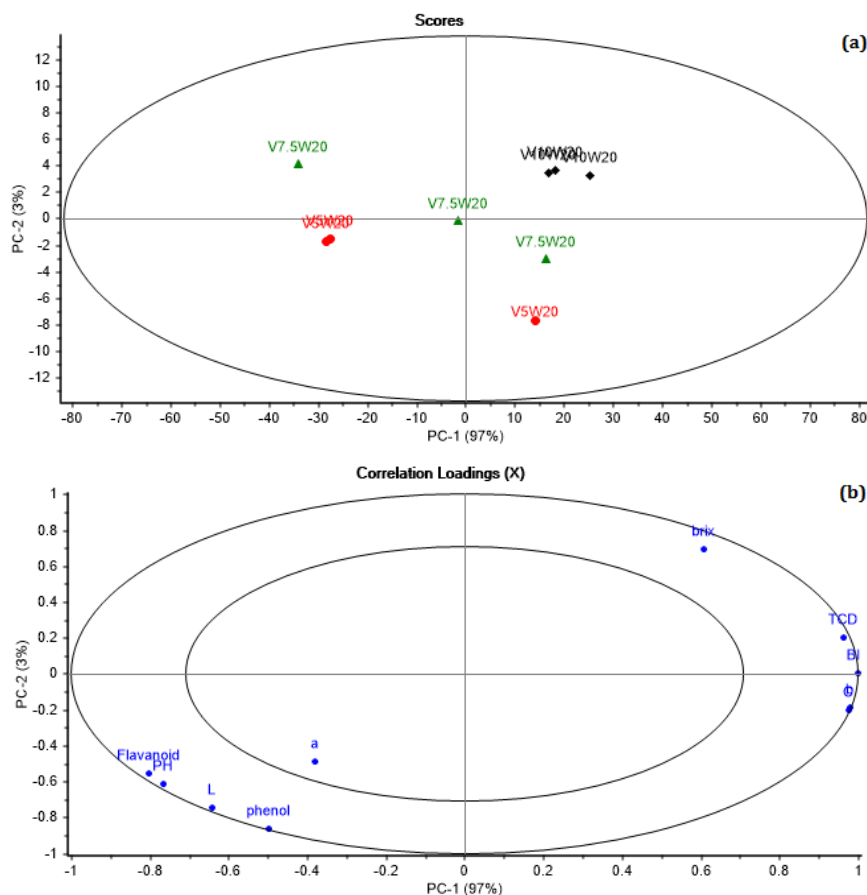 Scores
(a)
12
10
8
6
4
2
0
-2
-4
-6
-8
-10
-12
PC-2 (3%)
V7.5W20
V10W20
V10W20
V10W20
V7.5W20
V5W20
V5W20
V7.5W20
V5W20
-80 -70 -60 -50 -40 -30 -20 -10 0 10 20 30 40 50 60 70 80
PC-1 (97%)
Correlation Loadings (X)
(b)
1
0.8
0.6
0.4
0.2
0
-0.2
-0.4
-0.6
-0.8
-1
PC-2 (3%)
brix
TCD
BI
b
a
Flavanoid
PH
L
phenol
-1 -0.8 -0.6 -0.4 -0.2 0 0.2 0.4 0.6 0.8 1
PC-1 (97%)